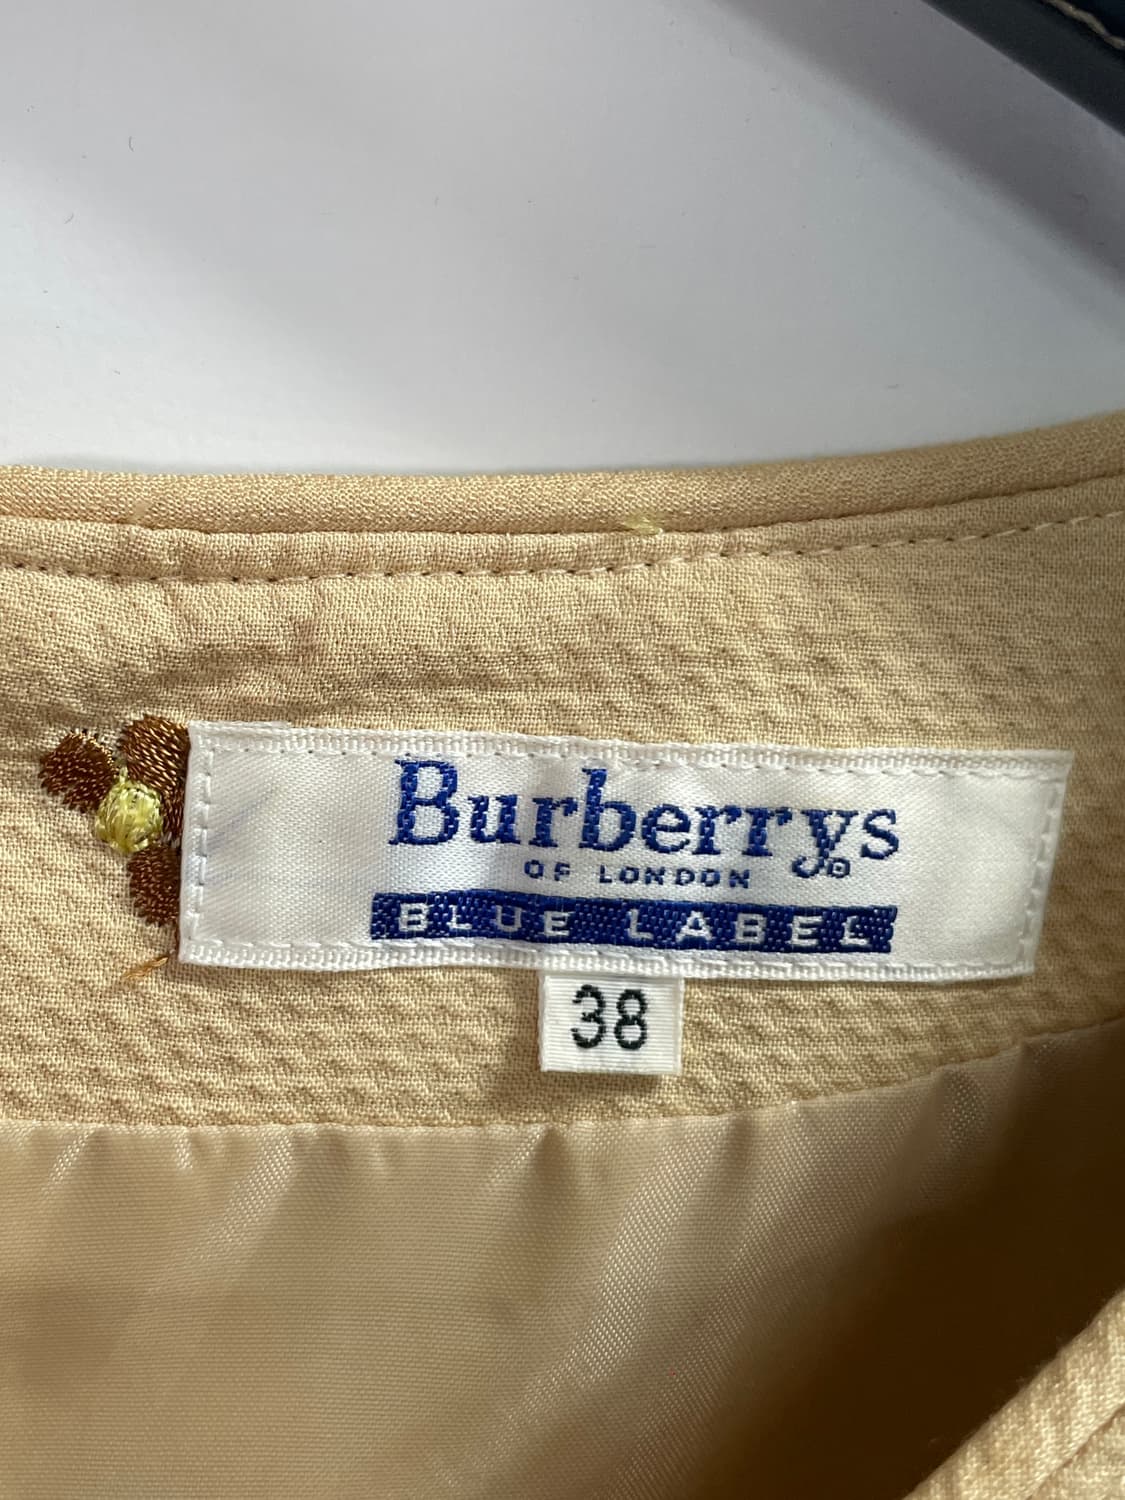 Burberrys
OF LONDON
BLUE LABEL
38